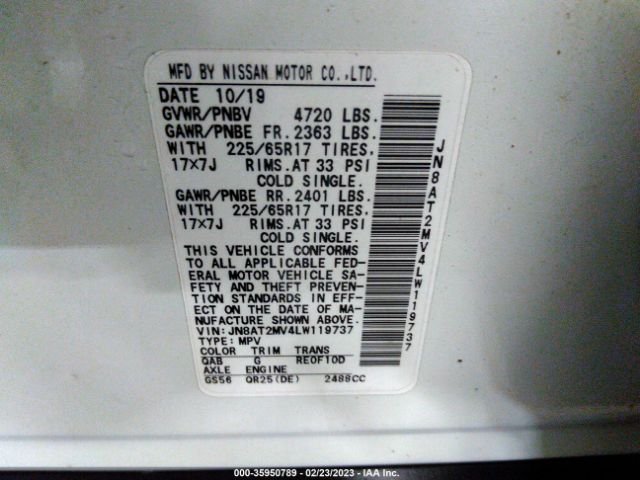 MFD BY NISSAN MOTOR CO.,LTD.
DATE 10/19
GVWR/PNBV 4720 LBS.
GAWR/PNBE FR. 2363 LBS.
WITH 225/65R17 TIRES.
17×7J RIMS. AT 33 PSI
COLD SINGLE.
GAWR/PNBE RR. 2401 LBS.
WITH 225/65R17 TIRES.
17×7J RIMS. AT 33 PSI
COLD SINGLE.
THIS VEHICLE CONFORMS
TO ALL APPLICABLE FED-
ERAL MOTOR VEHICLE SA-
FETY AND THEFT PREVEN-
TION STANDARDS IN EFF-
ECT ON THE DATE OF MA-
NUFACTURE SHOWN ABOVE.
VIN: JN8AT2MV4LW119737
TYPE: MPV
COLOR TRIM TRANS
QAB G RE0F10D
AXLE ENGINE
GS56 QR25(DE) 2488CC
JN8AT2MV4LW119737
000-35950789 - 02/23/2023 - IAA Inc.